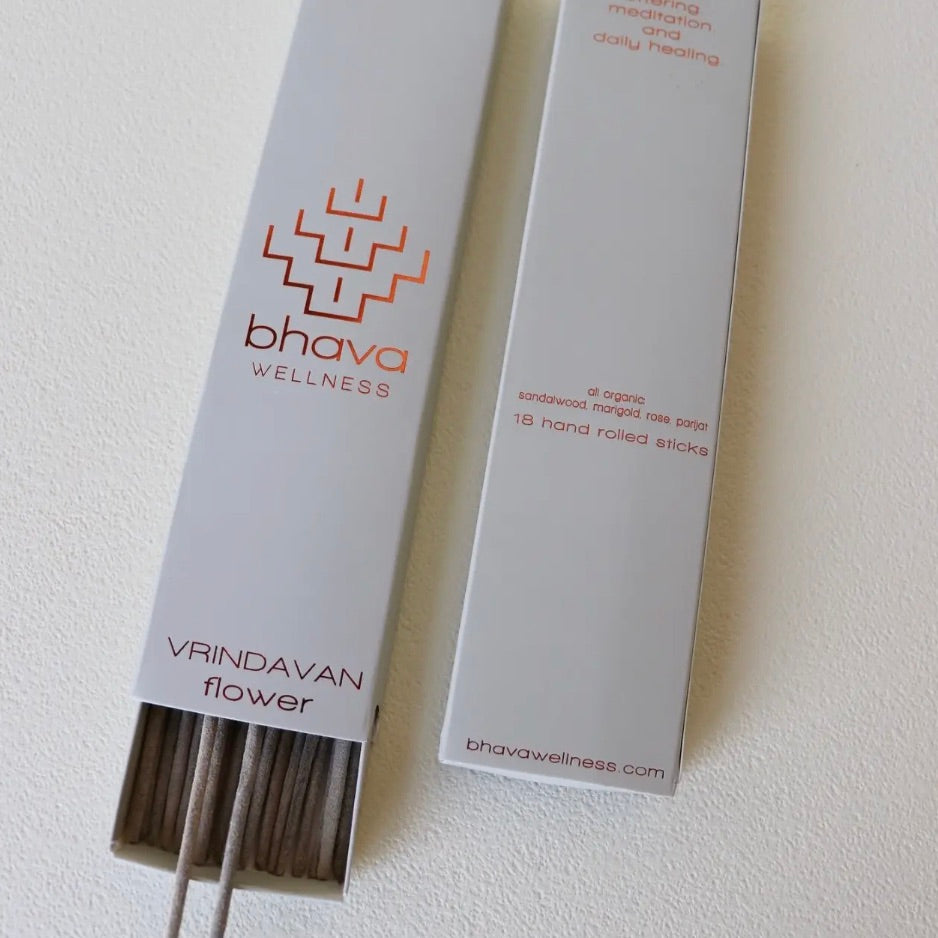 bhava
WELLNESS
VRINDAVAN
flower
meditation
and
daily healing
all organic:
sandalwood, marigold, rose, parijat
18 hand rolled sticks
bhavawellness.com